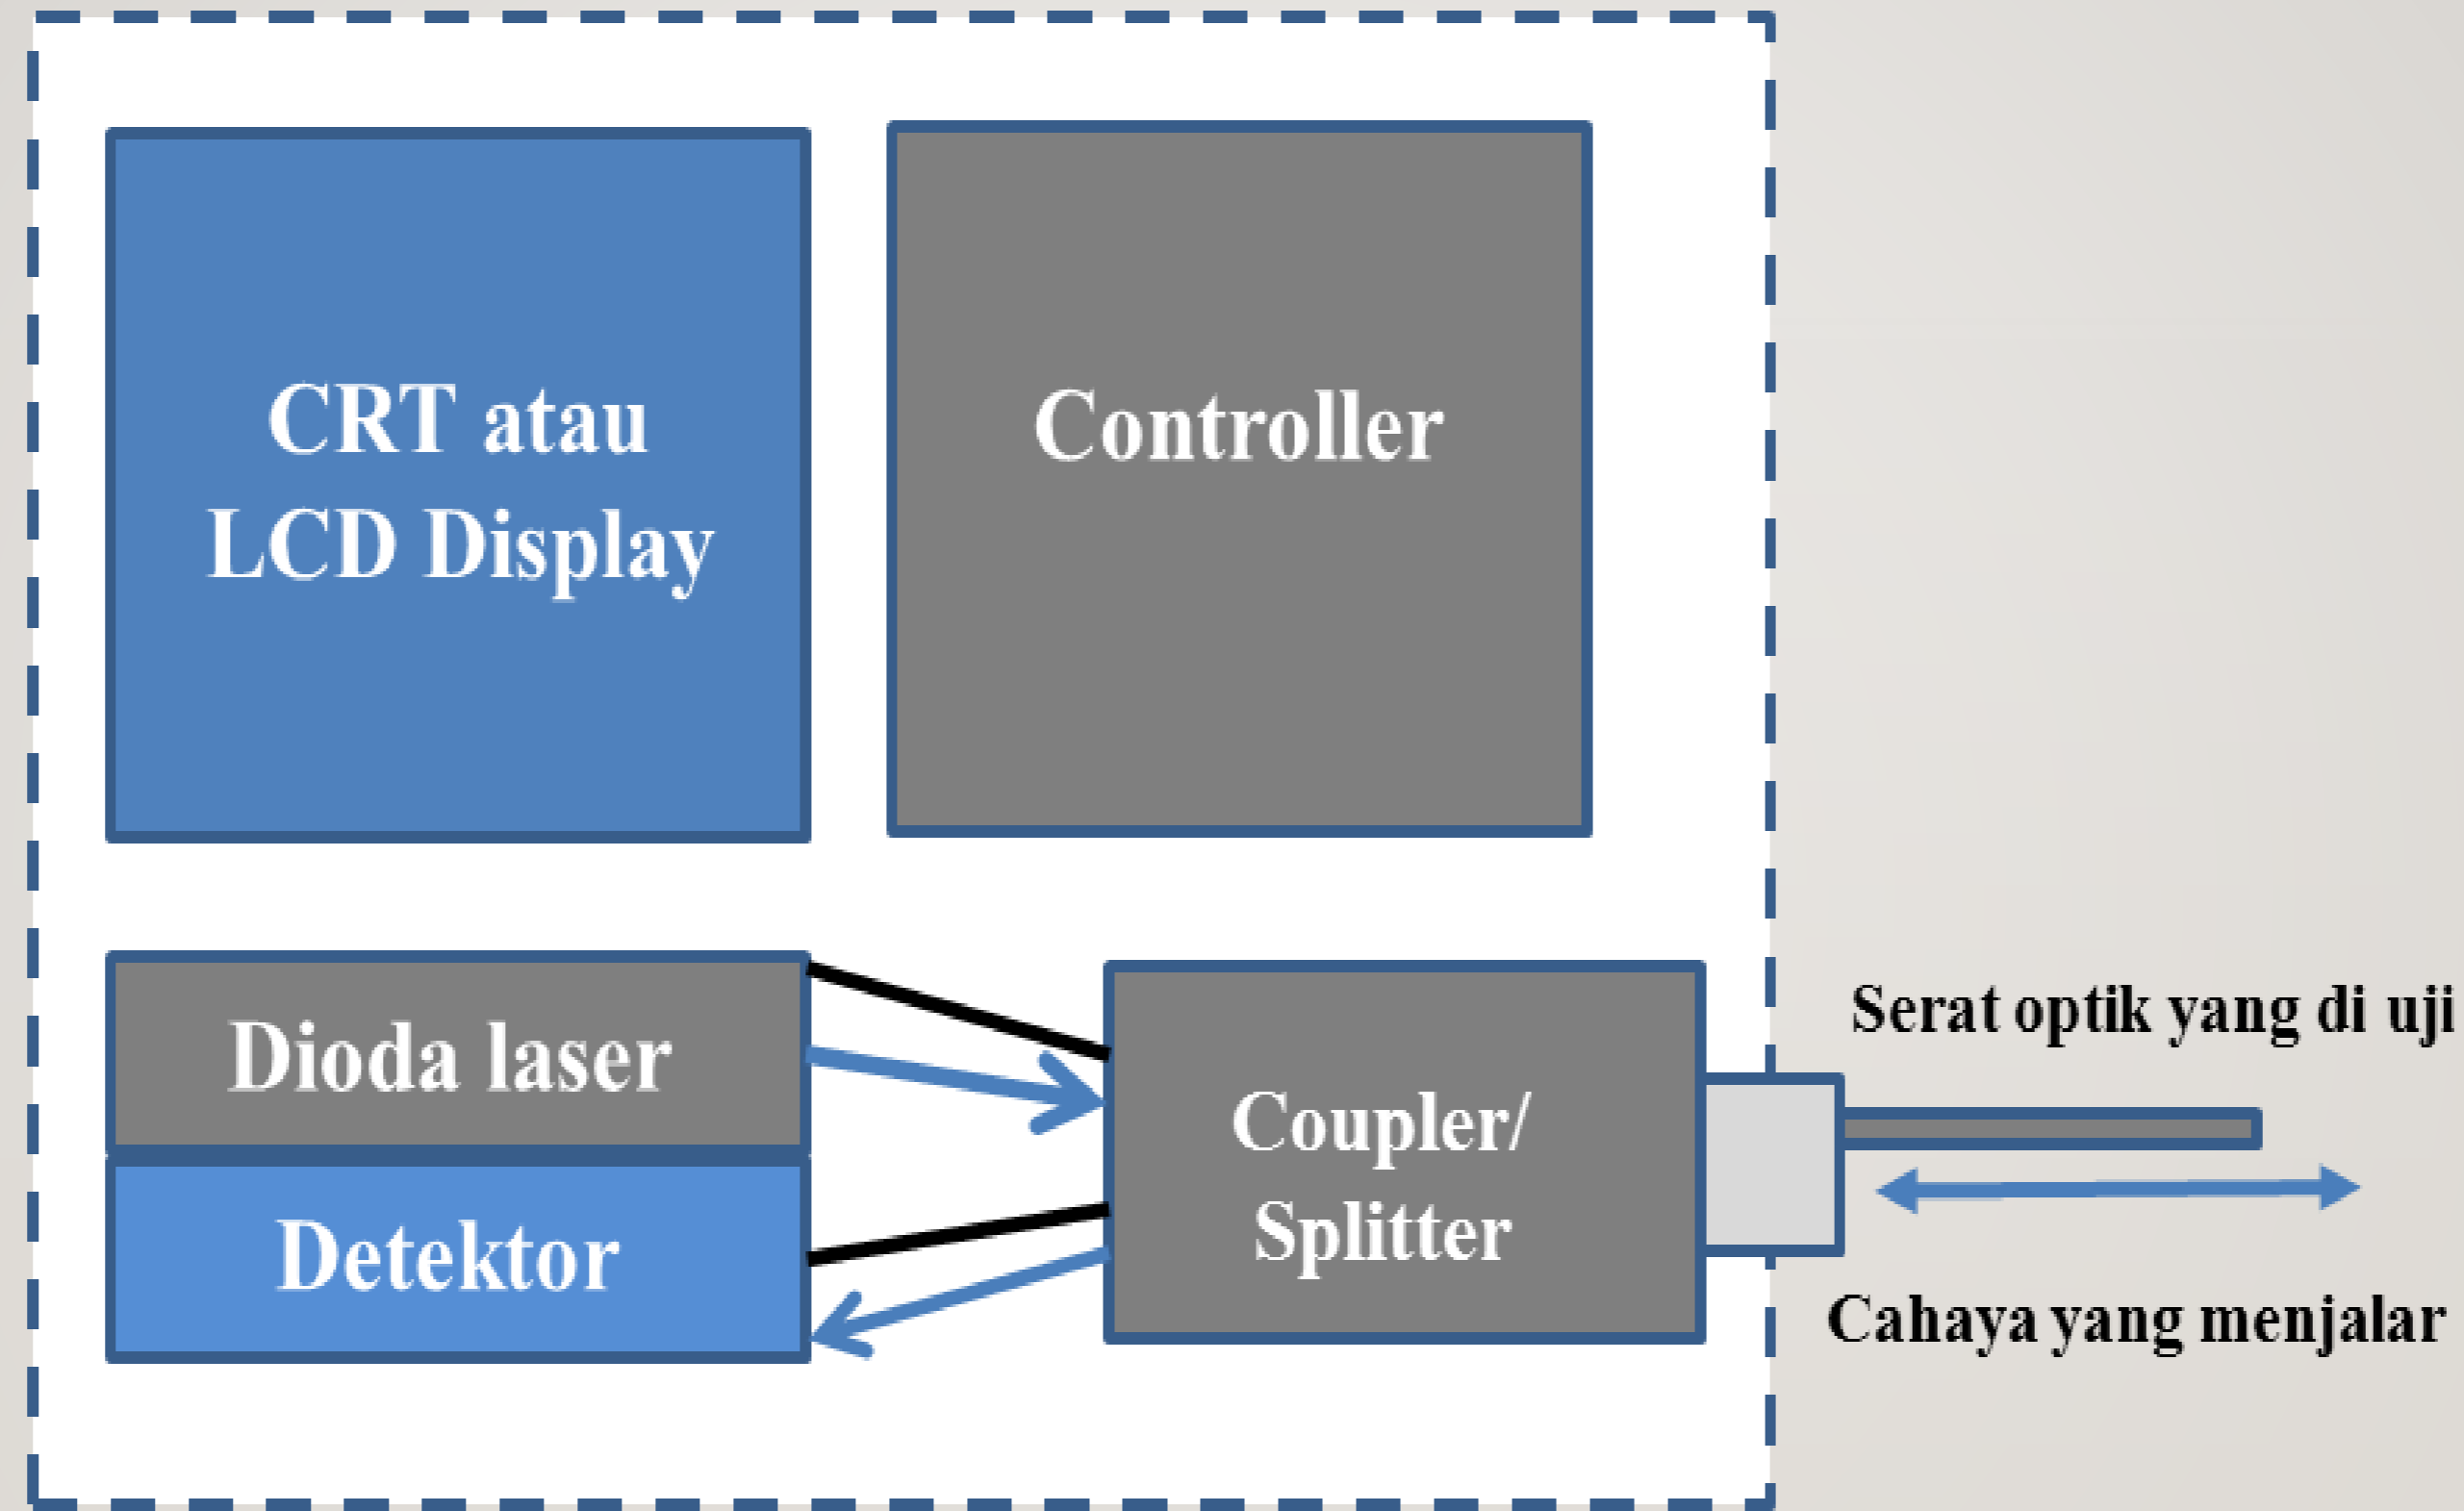 CRT atau
LCD Display
Controller
Dioda laser
Detektor
Coupler/
Splitter
Serat optik yang di uji
Cahaya yang menjalar